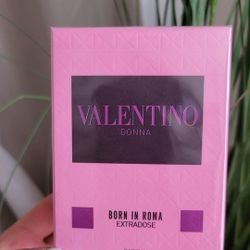 VALENTINO
DONNA
BORN IN ROMA
EXTRADOSE